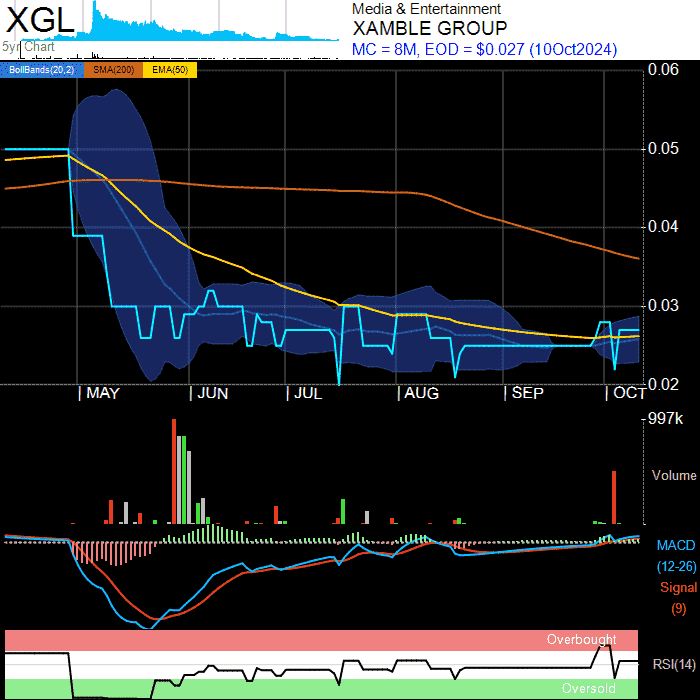 XGL
5yr Chart
Media & Entertainment
XAMBLE GROUP
MC = 8M, EOD = $0.027 (10Oct2024)
BollBands(20,2) SMA(200) EMA(50)
0.06
0.05
0.04
0.03
0.02
| MAY | JUN | JUL | AUG | SEP | OCT
997k
Volume
MACD
(12-26)
Signal
(9)
Overbought
RSI(14)
Oversold